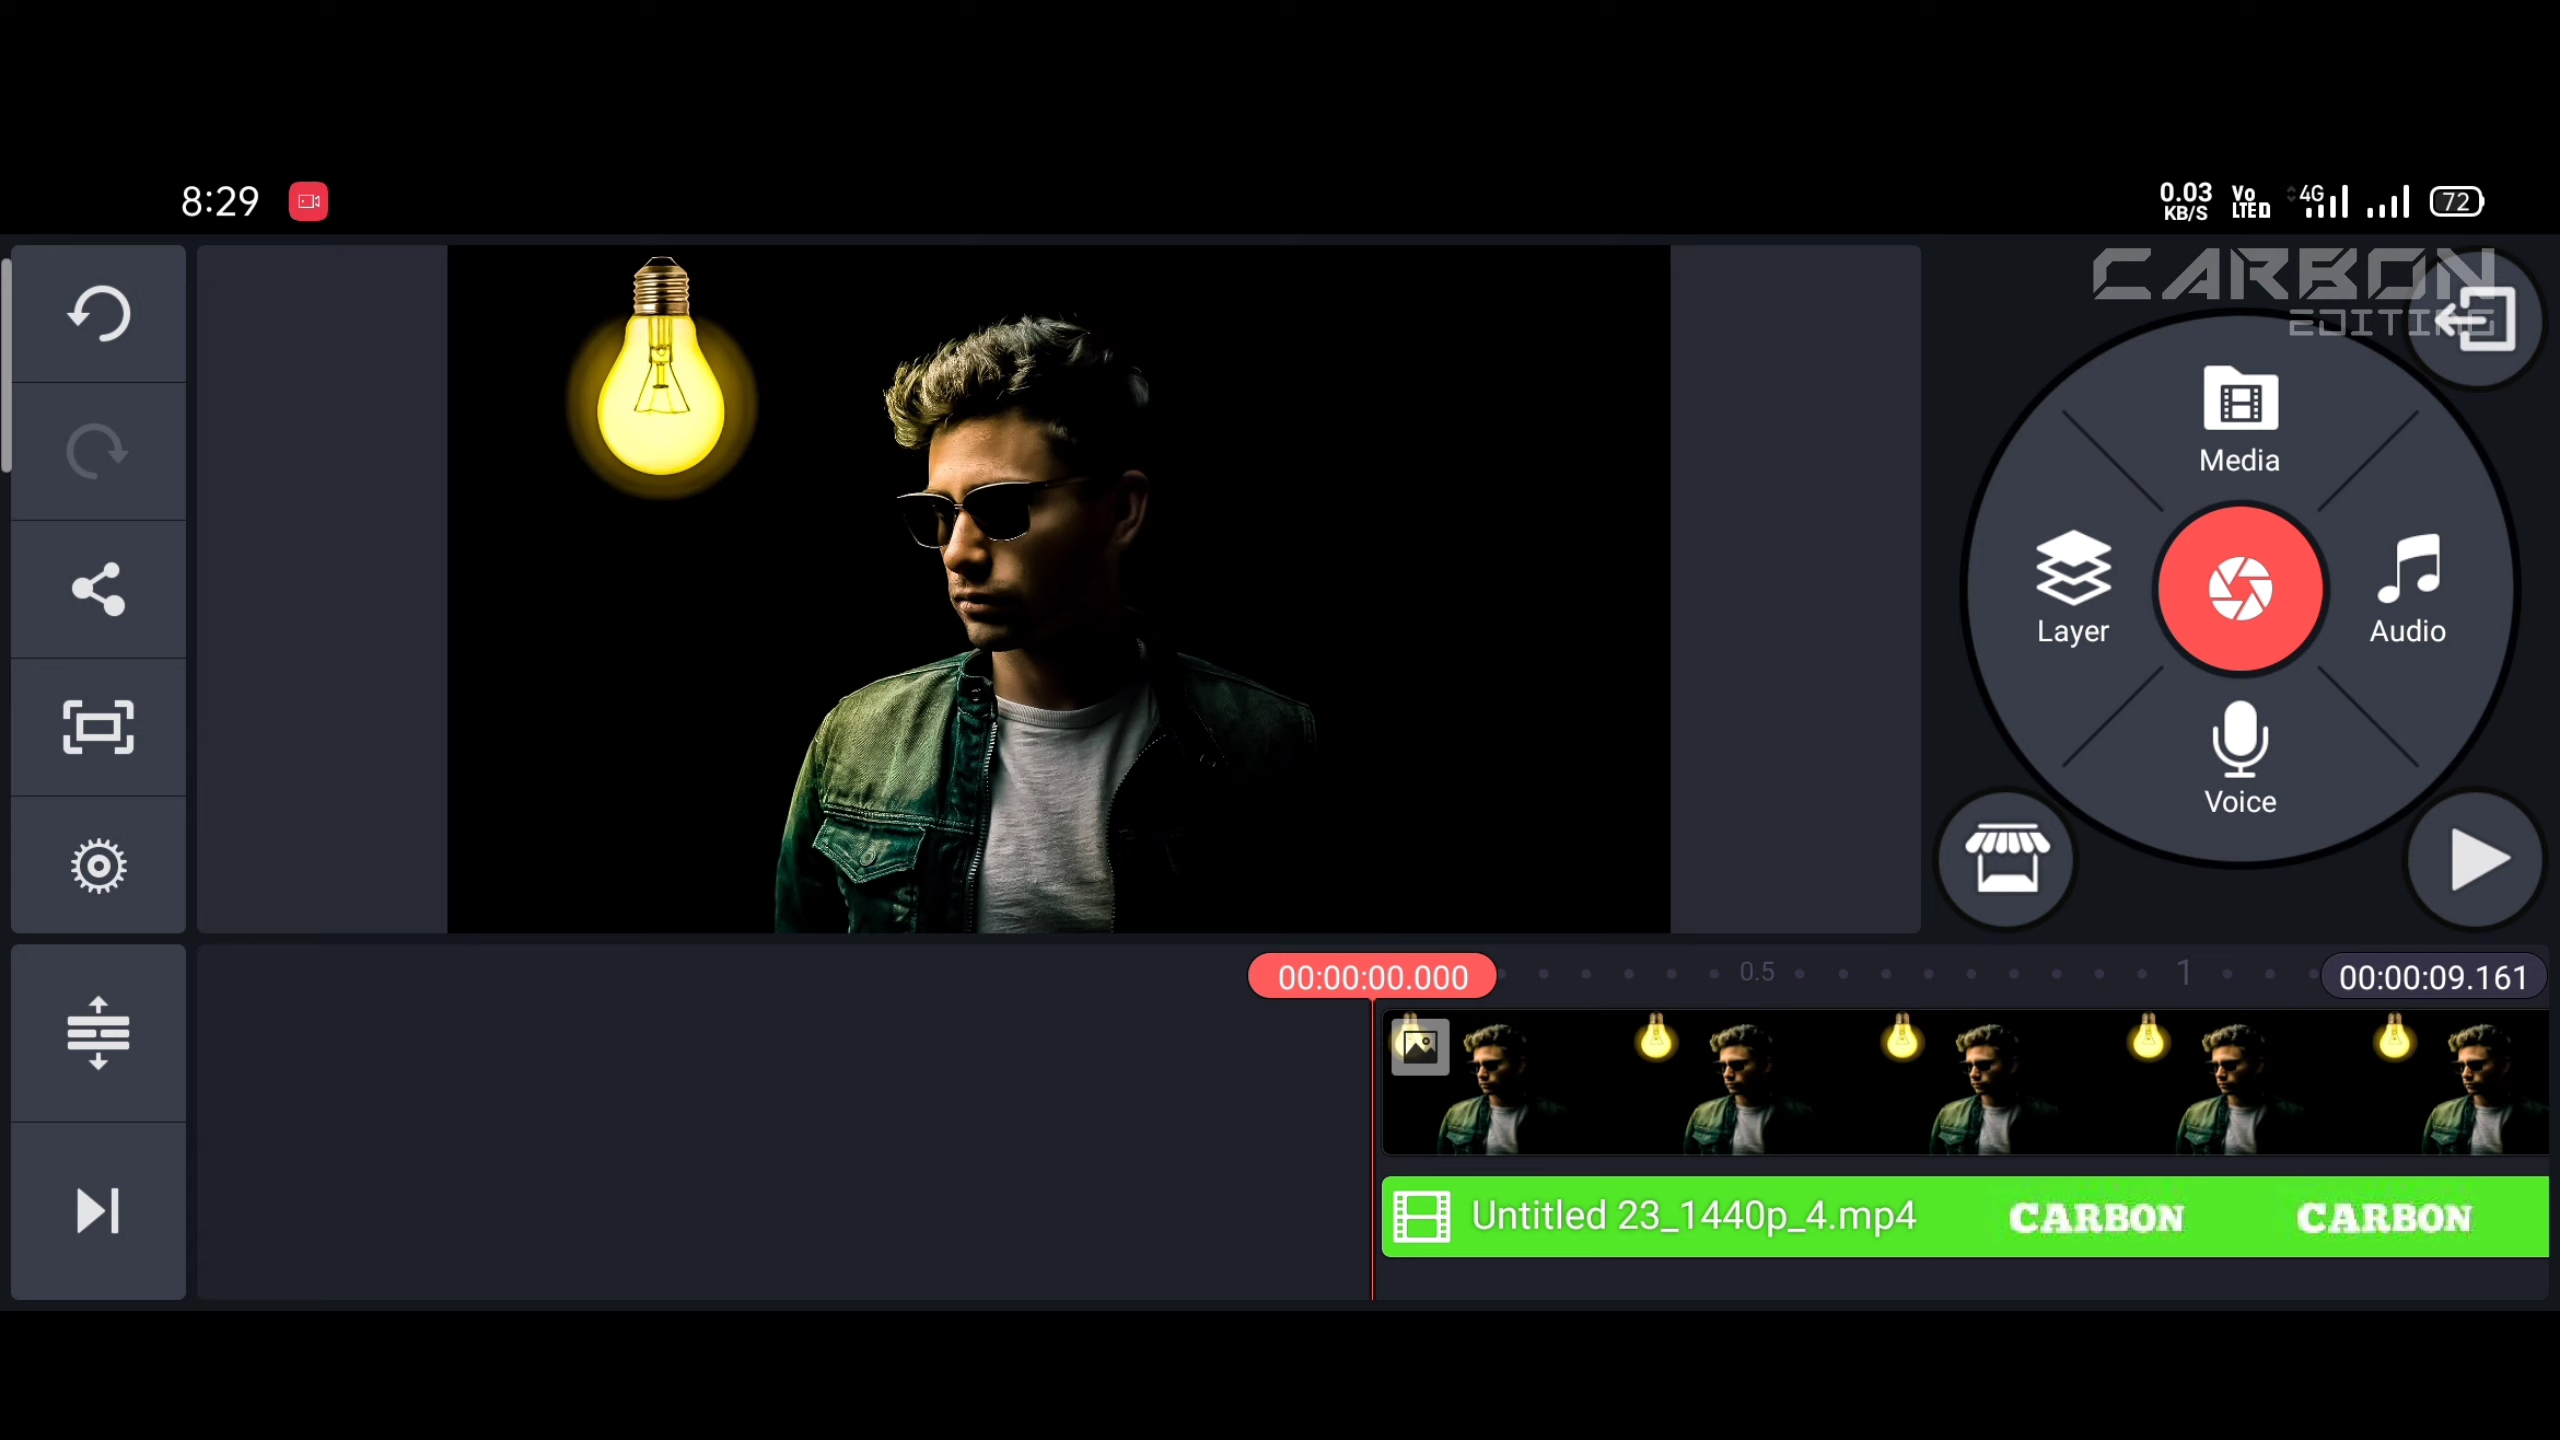 8:29
0.03
KB/S
Vo
LTED
4G
72
CARBON
EDITING
Media
Layer
Audio
Voice
00:00:00.000
0.5
1
00:00:09.161
Untitled 23_1440p_4.mp4
CARBON
CARBON